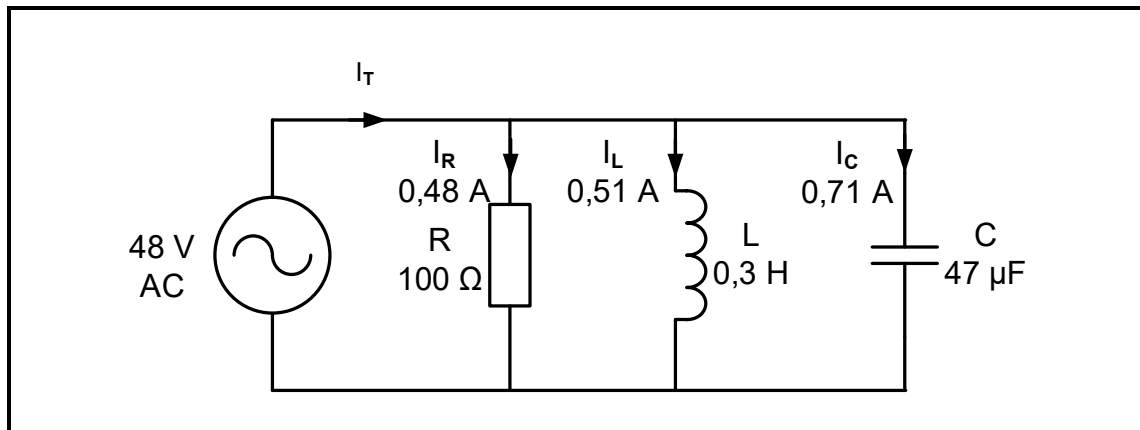 I_T
I_R
0,48 A
I_L
0,51 A
I_C
0,71 A
48 V
AC
R
100 Ω
L
0,3 H
C
47 µF